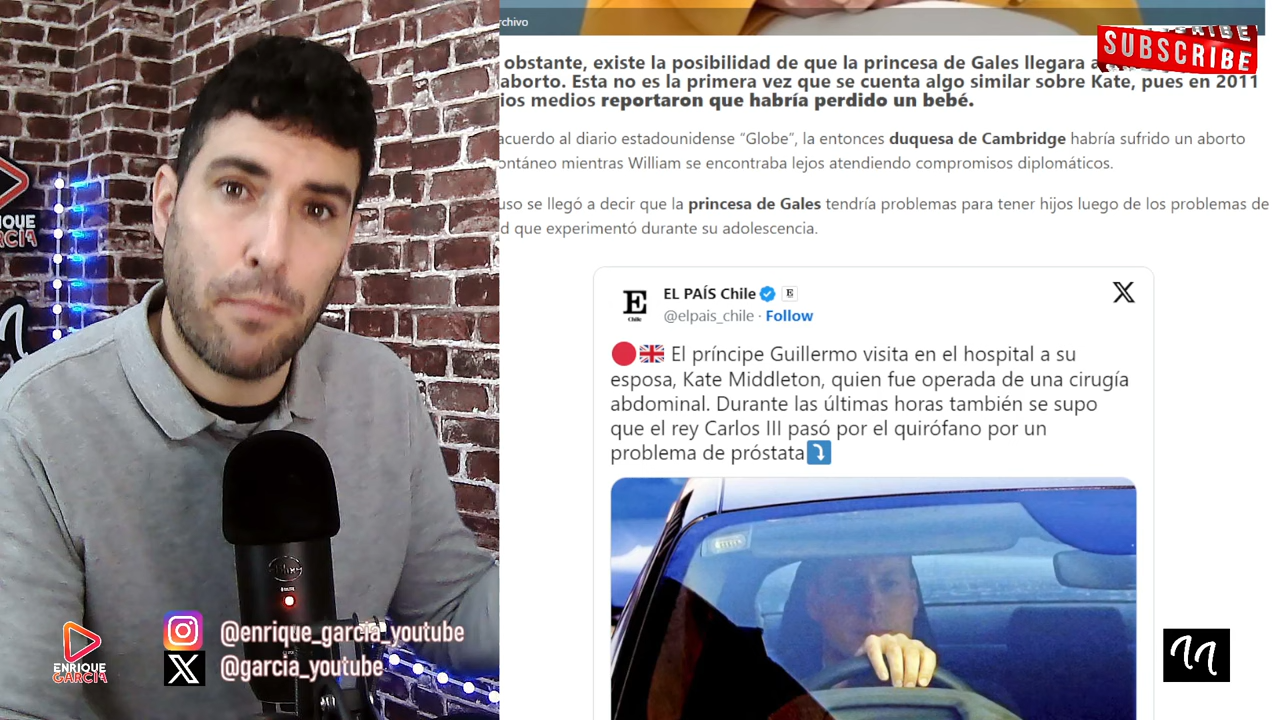 rchivo
SUBSCRIBE
obstante, existe la posibilidad de que la princesa de Gales llegara a
aborto. Esta no es la primera vez que se cuenta algo similar sobre Kate, pues en 2011
ios medios reportaron que habría perdido un bebé.
acuerdo al diario estadounidense “Globe”, la entonces duquesa de Cambridge habría sufrido un aborto
ontáneo mientras William se encontraba lejos atendiendo compromisos diplomáticos.
uso se llegó a decir que la princesa de Gales tendría problemas para tener hijos luego de los problemas de
d que experimentó durante su adolescencia.
EL PAÍS Chile
@elpais_chile · Follow
El príncipe Guillermo visita en el hospital a su
esposa, Kate Middleton, quien fue operada de una cirugía
abdominal. Durante las últimas horas también se supo
que el rey Carlos III pasó por el quirófano por un
problema de próstata
@enrique_garcia_youtube
@garcia_youtube
ENRIQUE
GARCIA